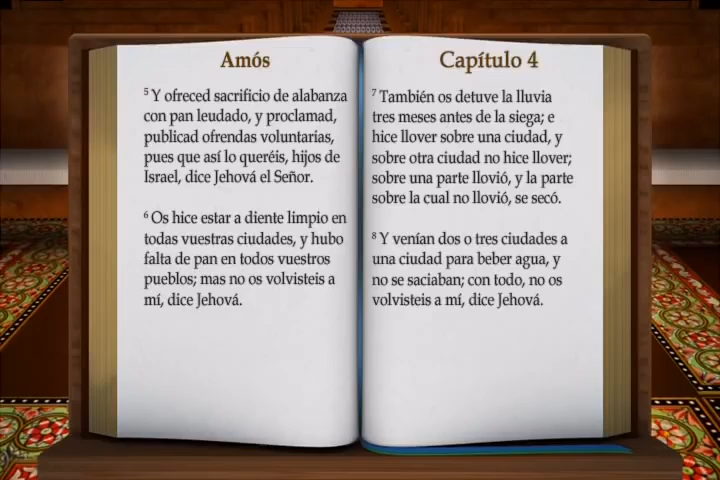 Amós
⁵ Y ofreced sacrificio de alabanza
con pan leudado, y proclamad,
publicad ofrendas voluntarias,
pues que así lo queréis, hijos de
Israel, dice Jehová el Señor.
⁶ Os hice estar a diente limpio en
todas vuestras ciudades, y hubo
falta de pan en todos vuestros
pueblos; mas no os volvisteis a
mí, dice Jehová.
Capítulo 4
⁷ También os detuve la lluvia
tres meses antes de la siega; e
hice llover sobre una ciudad, y
sobre otra ciudad no hice llover;
sobre una parte llovió, y la parte
sobre la cual no llovió, se secó.
⁸ Y venían dos o tres ciudades a
una ciudad para beber agua, y
no se saciaban; con todo, no os
volvisteis a mí, dice Jehová.